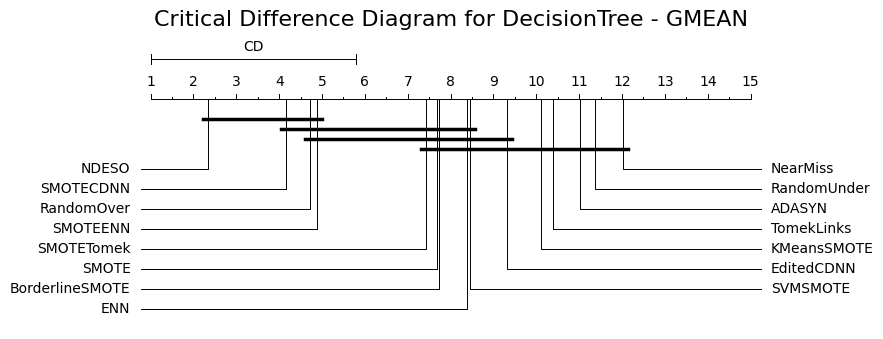 Critical Difference Diagram for DecisionTree - GMEAN
CD
1 2 3 4 5 6 7 8 9 10 11 12 13 14 15
NDESO NearMiss
SMOTECDNN RandomUnder
RandomOver ADASYN
SMOTEENN TomekLinks
SMOTETomek KMeansSMOTE
SMOTE EditedCDNN
BorderlineSMOTE SVMSMOTE
ENN